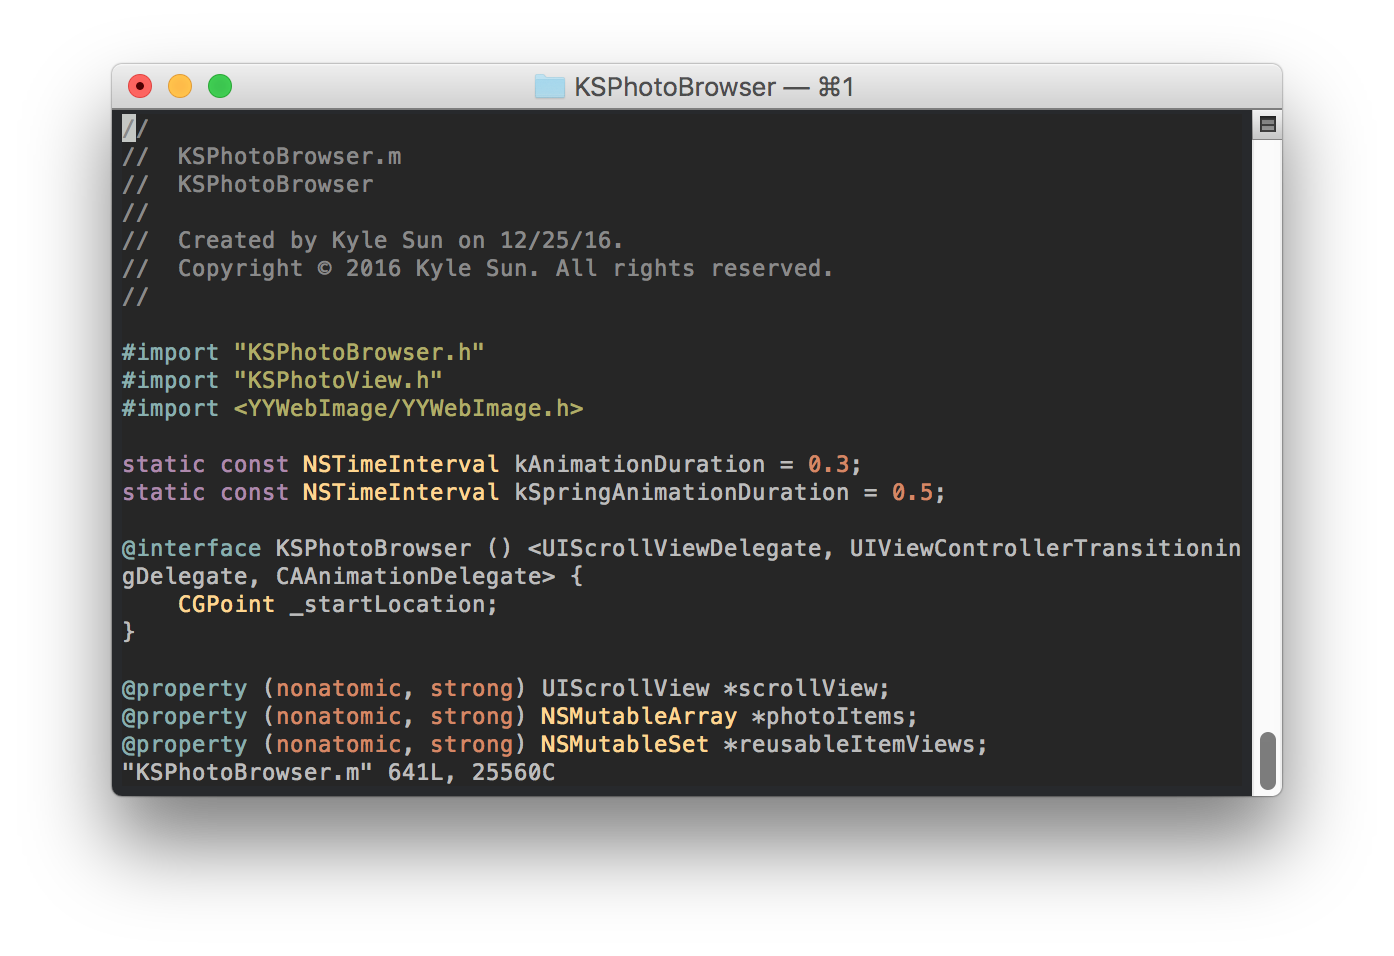 KSPhotoBrowser — ⌘1
//
//  KSPhotoBrowser.m
//  KSPhotoBrowser
//
//  Created by Kyle Sun on 12/25/16.
//  Copyright © 2016 Kyle Sun. All rights reserved.
//
#import "KSPhotoBrowser.h"
#import "KSPhotoView.h"
#import <YYWebImage/YYWebImage.h>
static const NSTimeInterval kAnimationDuration = 0.3;
static const NSTimeInterval kSpringAnimationDuration = 0.5;
@interface KSPhotoBrowser () <UIScrollViewDelegate, UIViewControllerTransitionin
gDelegate, CAAnimationDelegate> {
    CGPoint _startLocation;
}
@property (nonatomic, strong) UIScrollView *scrollView;
@property (nonatomic, strong) NSMutableArray *photoItems;
@property (nonatomic, strong) NSMutableSet *reusableItemViews;
"KSPhotoBrowser.m" 641L, 25560C